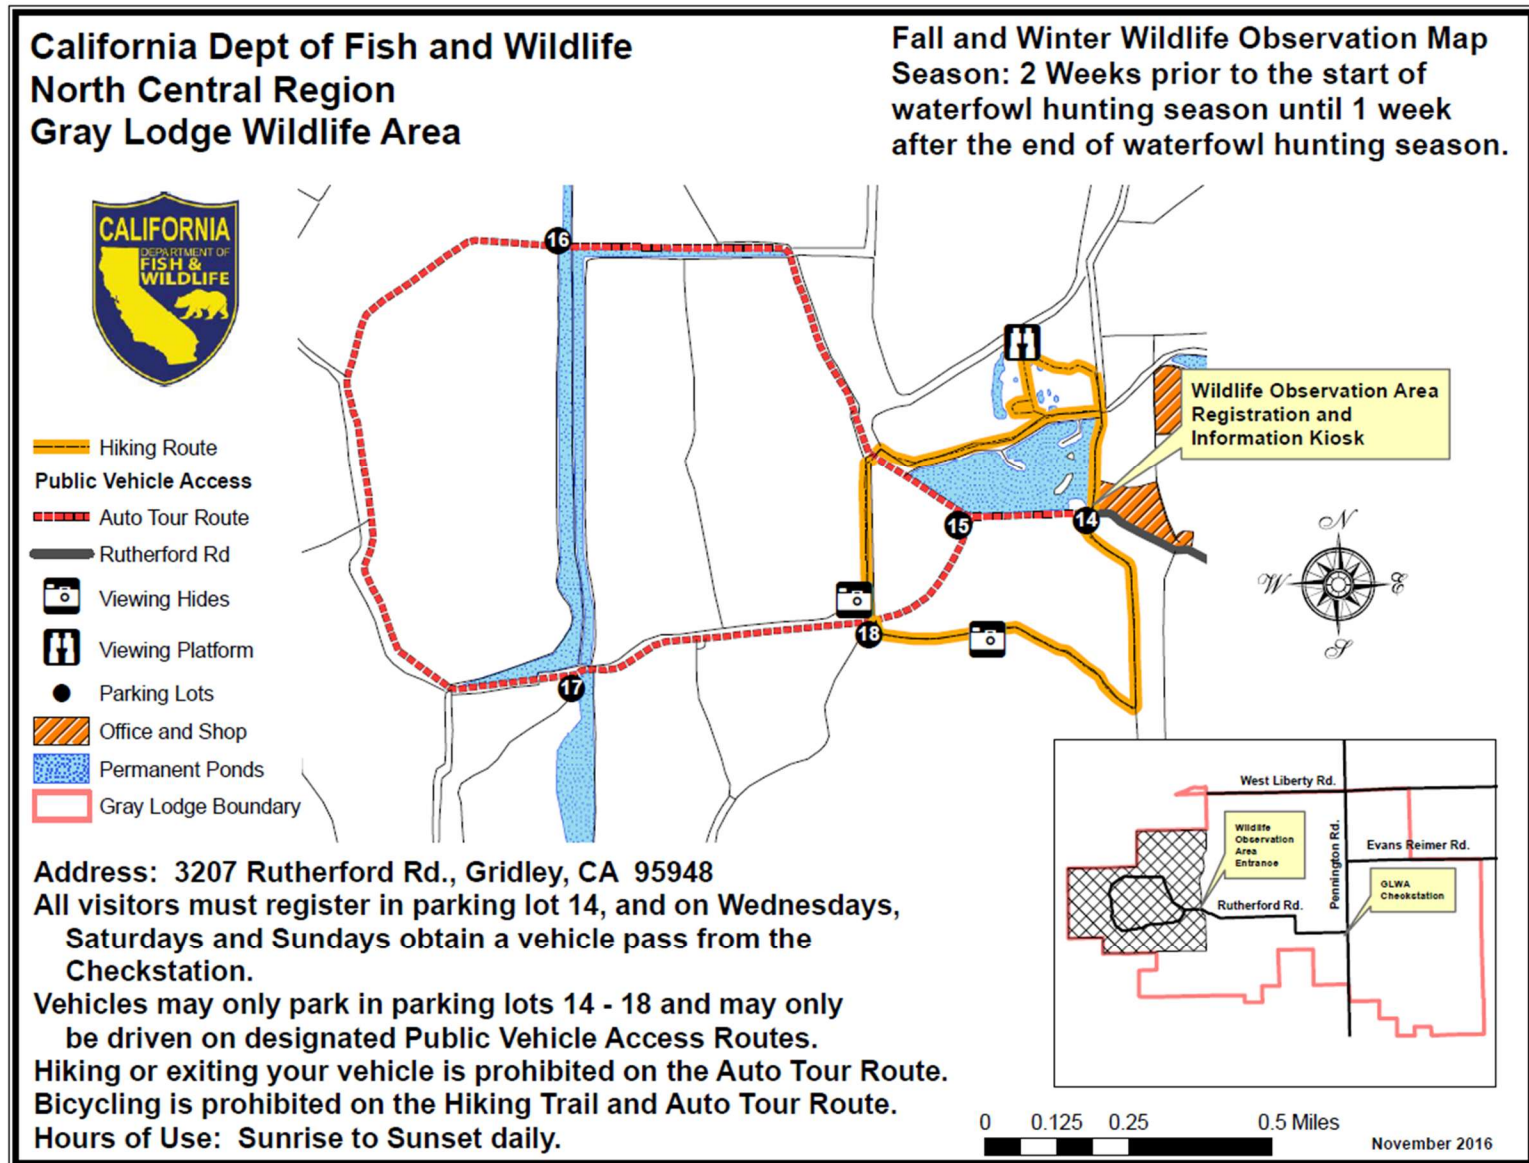 California Dept of Fish and Wildlife
North Central Region
Gray Lodge Wildlife Area
Fall and Winter Wildlife Observation Map
Season: 2 Weeks prior to the start of
waterfowl hunting season until 1 week
after the end of waterfowl hunting season.
CALIFORNIA
DEPARTMENT OF
FISH &
WILDLIFE
16
Wildlife Observation Area
Registration and
Information Kiosk
15
14
18
17
N
W
E
S
Hiking Route
Public Vehicle Access
Auto Tour Route
Rutherford Rd
Viewing Hides
Viewing Platform
Parking Lots
Office and Shop
Permanent Ponds
Gray Lodge Boundary
West Liberty Rd.
Wildlife
Observation
Area
Entrance
Pennington Rd.
Evans Reimer Rd.
GLWA
Checkstation
Rutherford Rd.
Address: 3207 Rutherford Rd., Gridley, CA 95948
All visitors must register in parking lot 14, and on Wednesdays,
Saturdays and Sundays obtain a vehicle pass from the
Checkstation.
Vehicles may only park in parking lots 14 - 18 and may only
be driven on designated Public Vehicle Access Routes.
Hiking or exiting your vehicle is prohibited on the Auto Tour Route.
Bicycling is prohibited on the Hiking Trail and Auto Tour Route.
Hours of Use: Sunrise to Sunset daily.
0 0.125 0.25 0.5 Miles
November 2016